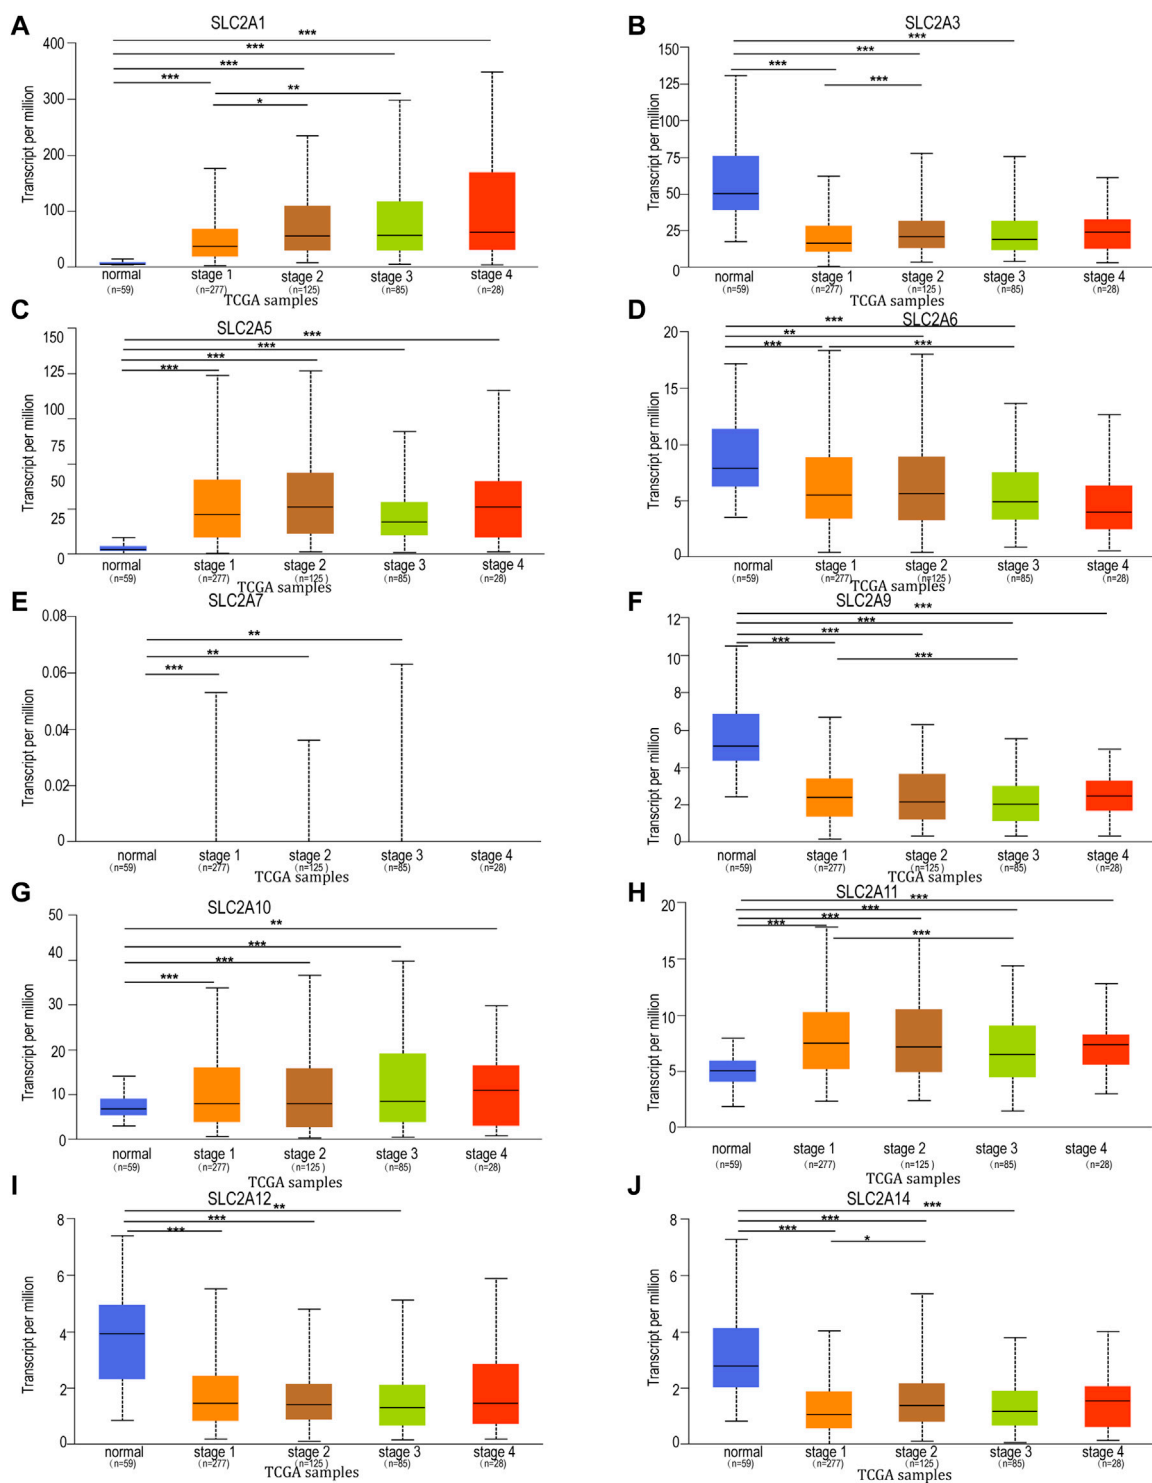 A
SLC2A1
Transcript per million
400
300
200
100
0
***
***
***
***
**
*
normal
stage 1
stage 2
stage 3
stage 4
(n=59)
(n=277)
(n=125)
(n=85)
(n=28)
TCGA samples
B
SLC2A3
Transcript per million
150
125
100
75
50
25
0
***
***
***
***
normal
stage 1
stage 2
stage 3
stage 4
(n=59)
(n=277)
(n=125)
(n=85)
(n=28)
TCGA samples
C
SLC2A5
Transcript per million
150
125
100
75
50
25
0
***
***
***
***
normal
stage 1
stage 2
stage 3
stage 4
(n=59)
(n=277)
(n=125)
(n=85)
(n=28)
TCGA samples
D
SLC2A6
Transcript per million
20
15
10
5
0
***
**
***
***
normal
stage 1
stage 2
stage 3
stage 4
(n=59)
(n=277)
(n=125)
(n=85)
(n=28)
TCGA samples
E
SLC2A7
Transcript per million
0.08
0.06
0.04
0.02
0
**
**
***
normal
stage 1
stage 2
stage 3
stage 4
(n=59)
(n=277)
(n=125)
(n=85)
(n=28)
TCGA samples
F
SLC2A9
Transcript per million
12
10
8
6
4
2
0
***
***
***
***
***
normal
stage 1
stage 2
stage 3
stage 4
(n=59)
(n=277)
(n=125)
(n=85)
(n=28)
TCGA samples
G
SLC2A10
Transcript per million
50
40
30
20
10
0
**
***
***
***
normal
stage 1
stage 2
stage 3
stage 4
(n=59)
(n=277)
(n=125)
(n=85)
(n=28)
TCGA samples
H
SLC2A11
Transcript per million
20
15
10
5
0
***
***
***
***
***
normal
stage 1
stage 2
stage 3
stage 4
(n=59)
(n=277)
(n=125)
(n=85)
(n=28)
TCGA samples
I
SLC2A12
Transcript per million
8
6
4
2
0
**
***
***
normal
stage 1
stage 2
stage 3
stage 4
(n=59)
(n=277)
(n=125)
(n=85)
(n=28)
TCGA samples
J
SLC2A14
Transcript per million
8
6
4
2
0
***
***
***
*
normal
stage 1
stage 2
stage 3
stage 4
(n=59)
(n=277)
(n=125)
(n=85)
(n=28)
TCGA samples